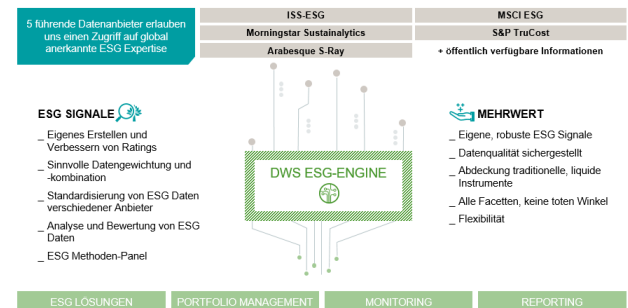 5 führende Datenanbieter erlauben
uns einen Zugriff auf global
anerkannte ESG Expertise
ISS-ESG
MSCI ESG
Morningstar Sustainalytics
S&P TruCost
Arabesque S-Ray
+ öffentlich verfügbare Informationen
ESG SIGNALE
_ Eigenes Erstellen und
Verbessern von Ratings
_ Sinnvolle Datengewichtung und
-kombination
_ Standardisierung von ESG Daten
verschiedener Anbieter
_ Analyse und Bewertung von ESG
Daten
_ ESG Methoden-Panel
DWS ESG-ENGINE
MEHRWERT
_ Eigene, robuste ESG Signale
_ Datenqualität sichergestellt
_ Abdeckung traditionelle, liquide
Instrumente
_ Alle Facetten, keine toten Winkel
_ Flexibilität
ESG LÖSUNGEN
PORTFOLIO MANAGEMENT
MONITORING
REPORTING